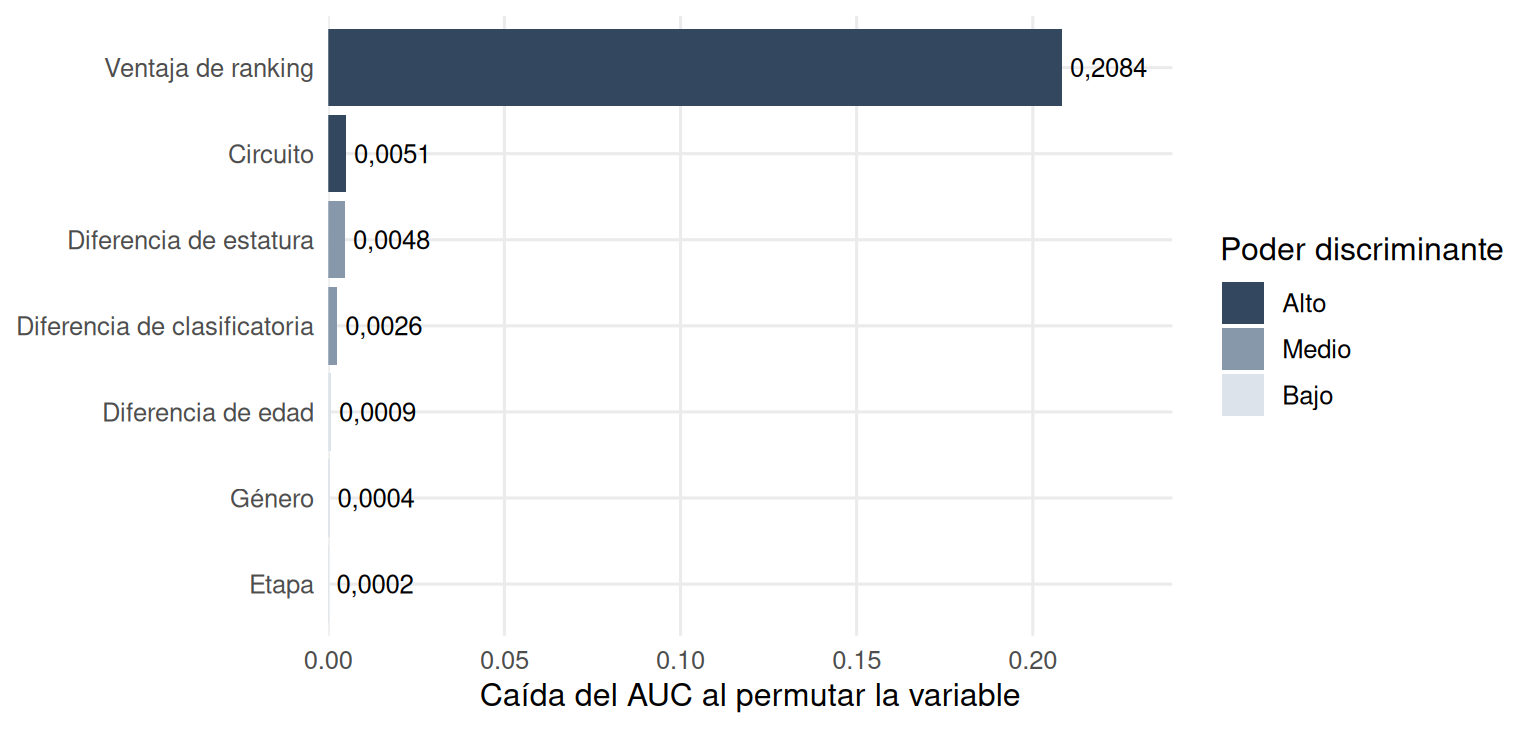 Ventaja de ranking
0,2084
Circuito
0,0051
Diferencia de estatura
0,0048
Diferencia de clasificatoria
0,0026
Diferencia de edad
0,0009
Género
0,0004
Etapa
0,0002
0.00
0.05
0.10
0.15
0.20
Caída del AUC al permutar la variable
Poder discriminante
Alto
Medio
Bajo